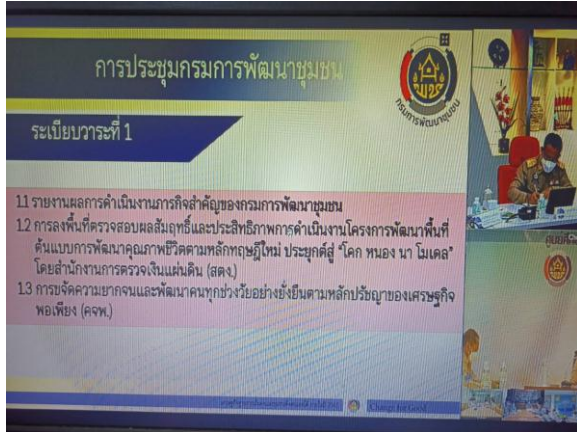 การประชุมกรมการพัฒนาชุมชน
พช
กรมการพัฒนาชุมชน
ระเบียบวาระที่ 1
1.1 รายงานผลการดำเนินงานภารกิจสำคัญของกรมการพัฒนาชุมชน
1.2 การลงพื้นที่ตรวจสอบผลสัมฤทธิ์และประสิทธิภาพการดำเนินงานโครงการพัฒนาพื้นที่
ต้นแบบการพัฒนาคุณภาพชีวิตตามหลักทฤษฎีใหม่ ประยุกต์สู่ “โคก หนอง นา โมเดล”
โดยสำนักงานการตรวจเงินแผ่นดิน (สตง.)
1.3 การขจัดความยากจนและพัฒนาคนทุกช่วงวัยอย่างยั่งยืนตามหลักปรัชญาของเศรษฐกิจ
พอเพียง (คจพ.)
Change for Good